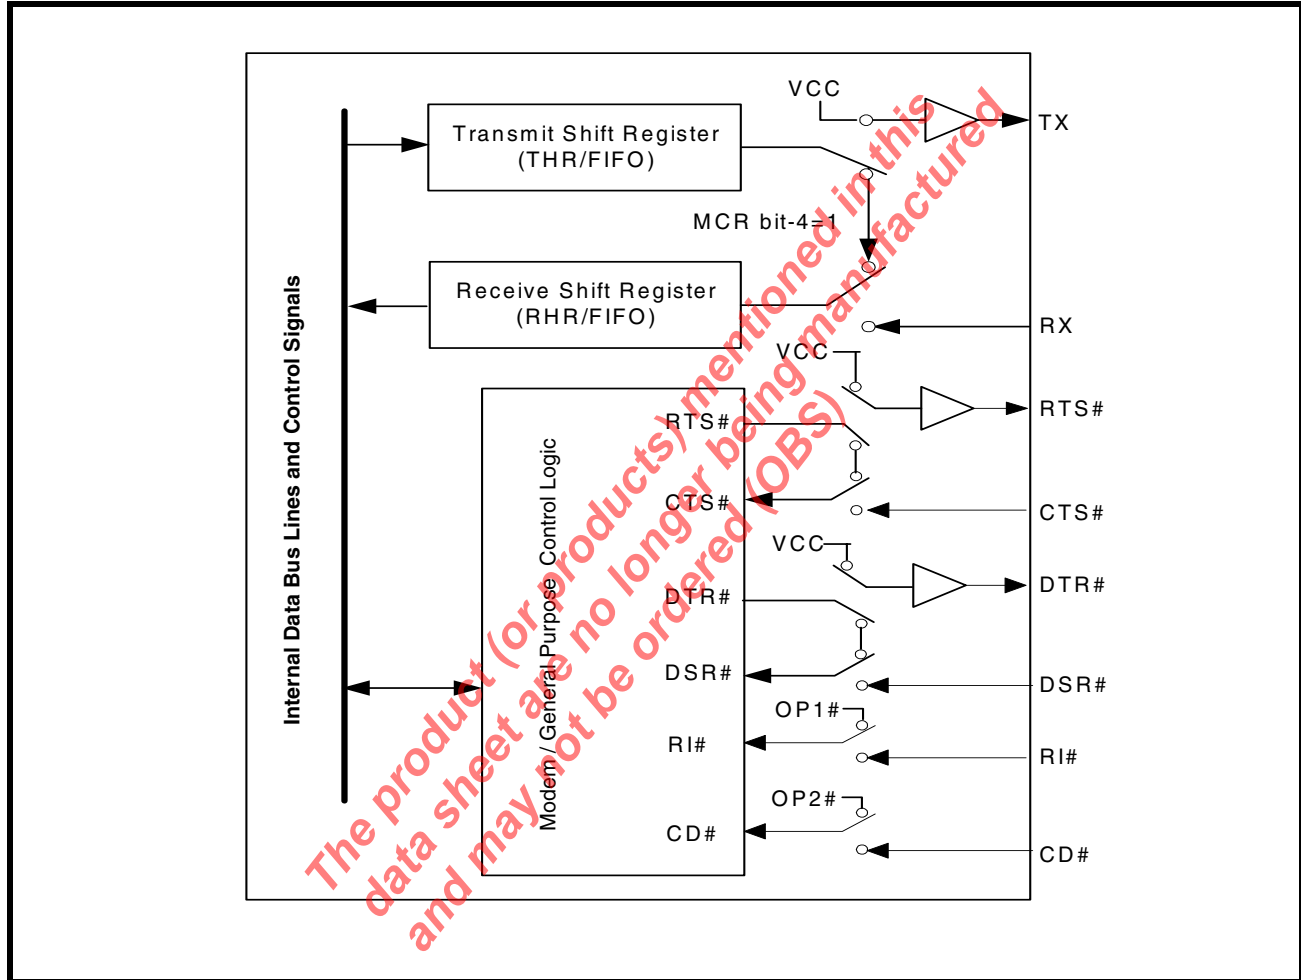 VCC
TX
Transmit Shift Register
(THR/FIFO)
MCR bit-4=1
Receive Shift Register
(RHR/FIFO)
RX
Internal Data Bus Lines and Control Signals
VCC
RTS#
RTS#
CTS#
CTS#
VCC
DTR#
DTR#
DSR#
DSR#
OP1#
RI#
RI#
OP2#
CD#
CD#
Modem / General Purpose Control Logic
The product (or products) mentioned in this
data sheet are no longer being manufactured
and may not be ordered (OBS)